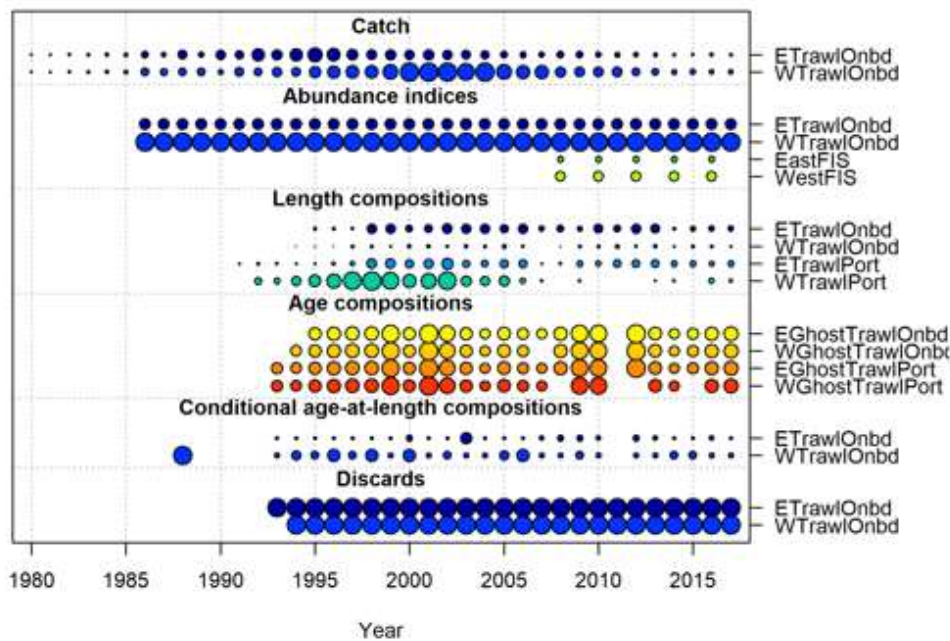 Catch
ETrawlOnbd
WTrawlOnbd
Abundance indices
ETrawlOnbd
WTrawlOnbd
EastFIS
WestFIS
Length compositions
ETrawlOnbd
WTrawlOnbd
ETrawlPort
WTrawlPort
Age compositions
EGhostTrawlOnbd
WGhostTrawlOnbd
EGhostTrawlPort
WGhostTrawlPort
Conditional age-at-length compositions
ETrawlOnbd
WTrawlOnbd
Discards
ETrawlOnbd
WTrawlOnbd
1980 1985 1990 1995 2000 2005 2010 2015
Year